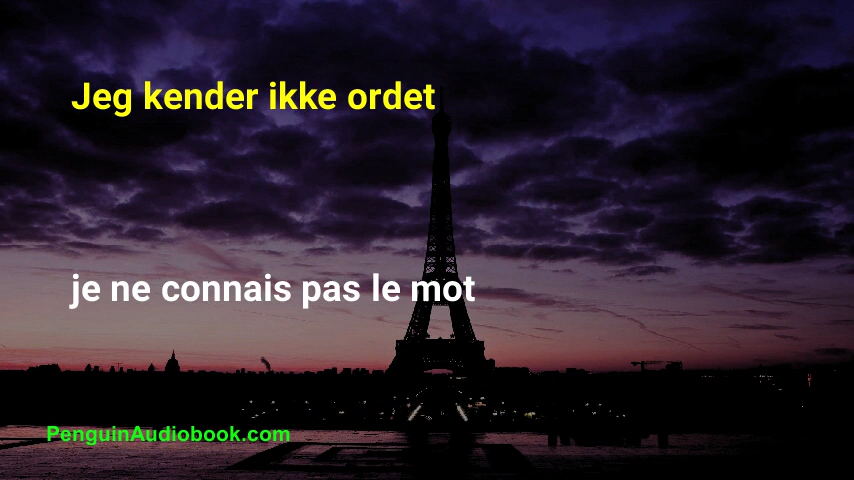 Jeg kender ikke ordet
je ne connais pas le mot
PenguinAudiobook.com